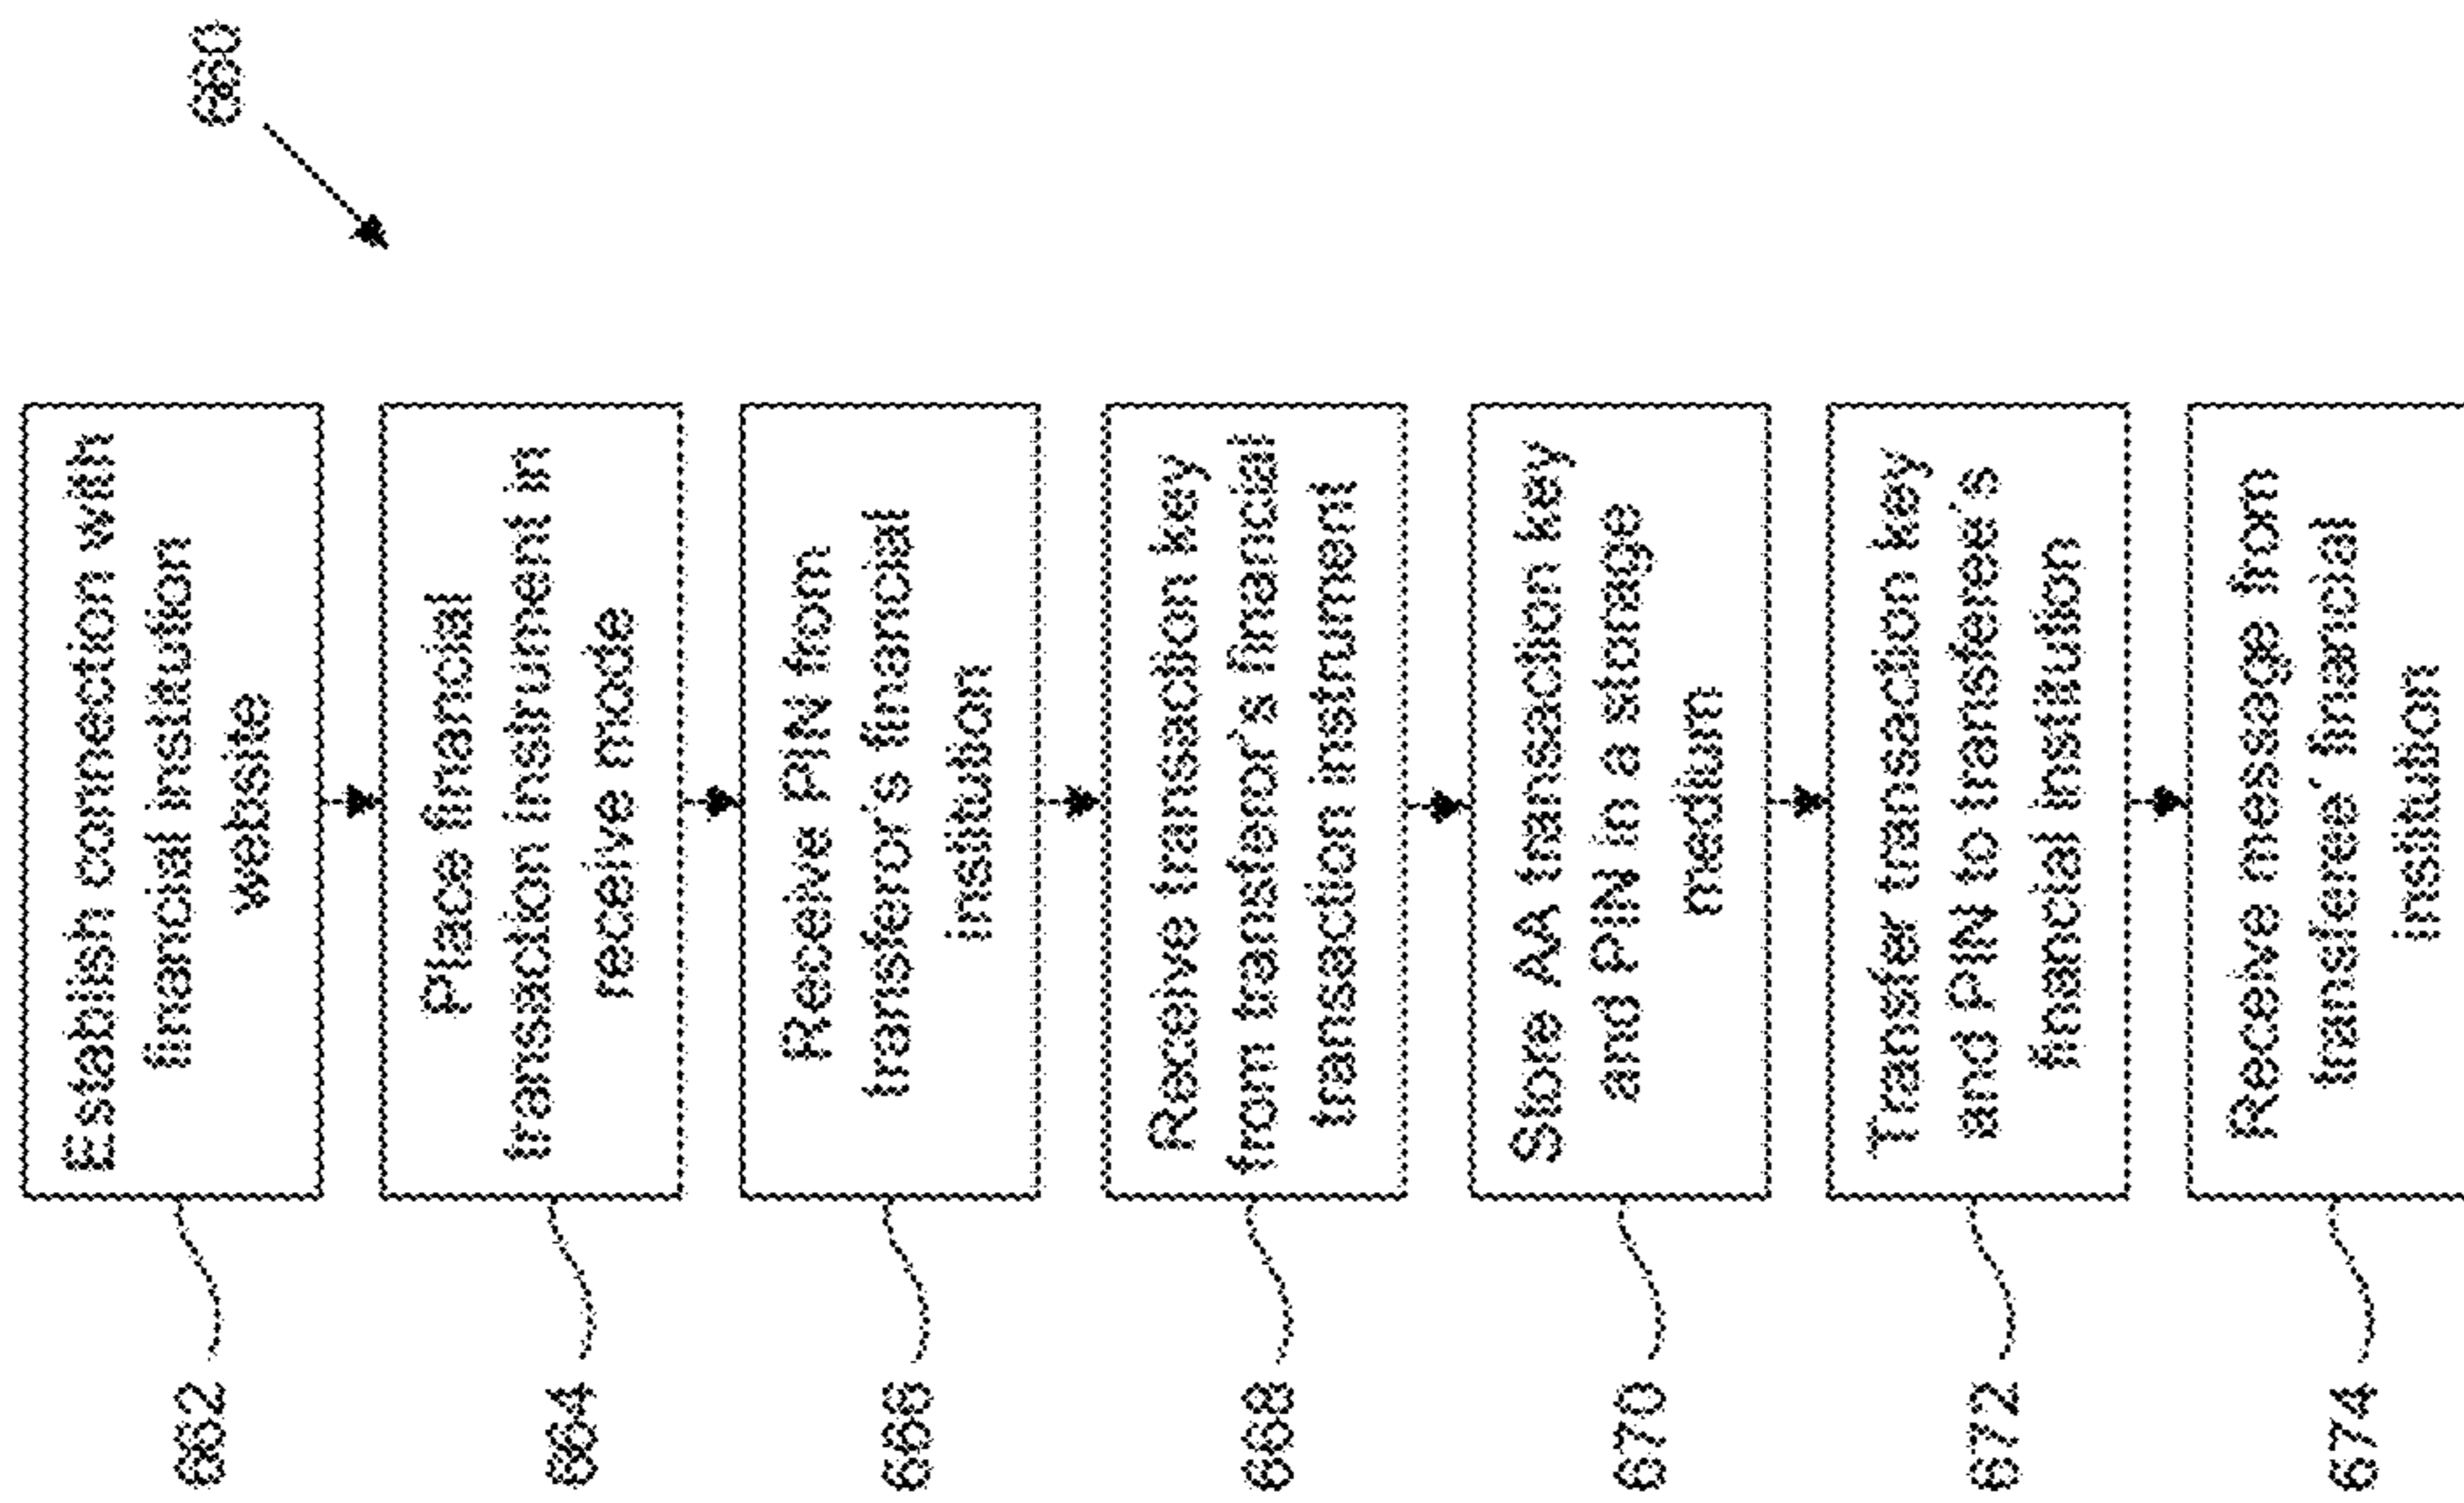 660
Establish connection with
financial institution
website
662
Place financial
transaction instrument in
receive mode
664
Receive PIN from
transferor's financial
institution
Receive transaction key
from transferor's financial
transaction instrument
668
Store AA transaction key
and PIN in a storage
medium
670
Transfer transaction key
and PIN to transferee's
financial institution
672
Receive message from
transferee' financial
institution
674